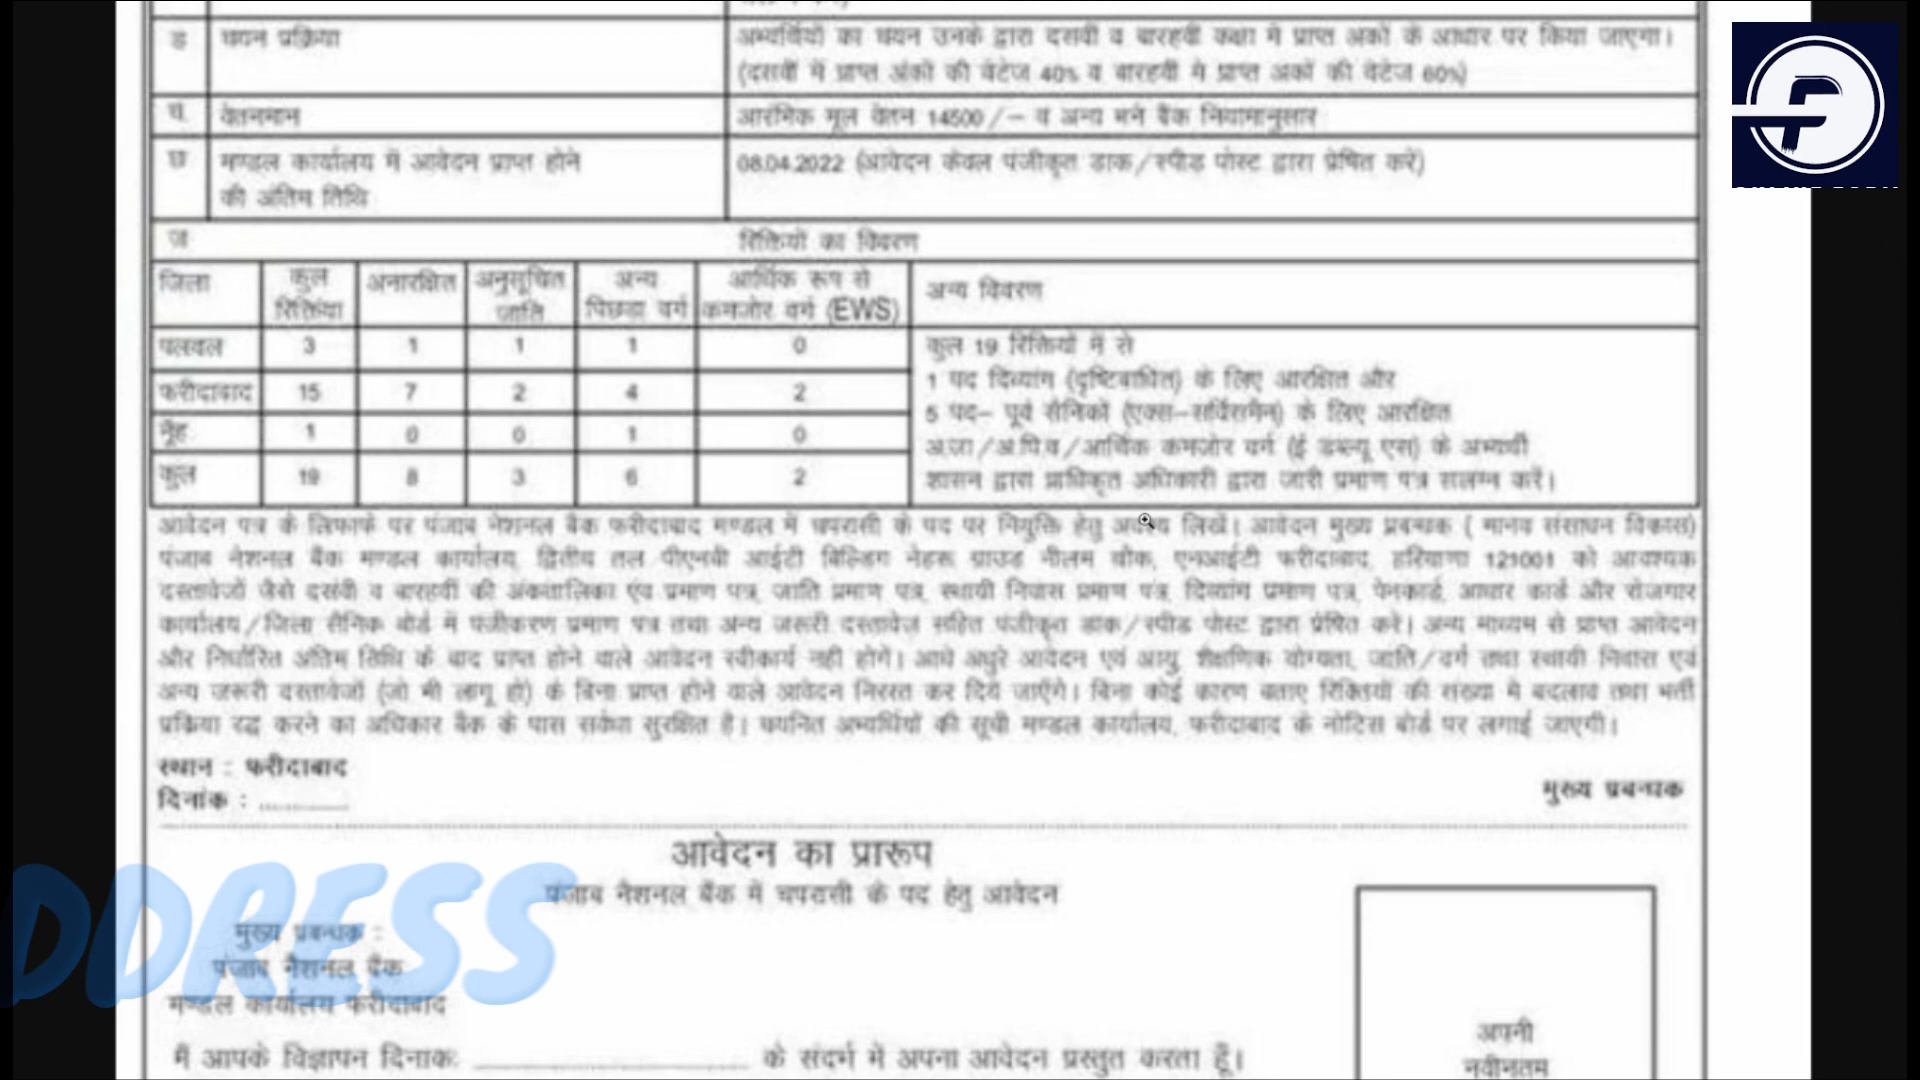 ड़ चयन प्रक्रिया अभ्यर्थियों का चयन उनके द्वारा दसवीं व बारहवीं कक्षा में प्राप्त अंकों के आधार पर किया जाएगा।
(दसवीं में प्राप्त अंकों की वेटेज 40% व बारहवीं में प्राप्त अंकों की वेटेज 60%)
च. वेतनमान आरंभिक मूल वेतन 14500/- व अन्य भत्ते बैंक नियामानुसार
छ मण्डल कार्यालय में आवेदन प्राप्त होने 08.04.2022 (आवेदन केवल पंजीकृत डाक/स्पीड पोस्ट द्वारा प्रेषित करें)
की अंतिम तिथि
ज रिक्तियों का विवरण
जिला कुल रिक्तियां अनारक्षित अनुसूचित जाति अन्य पिछडा वर्ग आर्थिक रूप से कमजोर वर्ग (EWS) अन्य विवरण
पलवल 3 1 1 1 0
फरीदाबाद 15 7 2 4 2
नूंह 1 0 0 1 0
कुल 19 8 3 6 2
कुल 19 रिक्तियों में से
1 पद दिव्यांग (दृष्टिबाधित) के लिए आरक्षित और
5 पद- पूर्व सैनिकों (एक्स-सर्विसमैन) के लिए आरक्षित
अ.जा/अ.पि.व/आर्थिक कमजोर वर्ग (ई डब्ल्यू एस) के अभ्यर्थी
शासन द्वारा प्राधिकृत अधिकारी द्वारा जारी प्रमाण पत्र सलग्न करें।
आवेदन पत्र के लिफाफे पर पंजाब नेशनल बैंक फरीदाबाद मण्डल में चपरासी के पद पर नियुक्ति हेतु अवश्य लिखें। आवेदन मुख्य प्रबन्धक ( मानव संसाधन विकास)
पंजाब नेशनल बैंक मण्डल कार्यालय, द्वितीय तल पीएनबी आईटी बिल्डिंग नेहरू ग्राउड नीलम चौक, एनआईटी फरीदाबाद, हरियाणा 121001 को आवश्यक
दस्तावेजों जैसे दसवीं व बारहवीं की अंकतालिका एंव प्रमाण पत्र, जाति प्रमाण पत्र, स्थायी निवास प्रमाण पत्र, दिव्यांग प्रमाण पत्र, पेनकार्ड, आधार कार्ड और रोजगार
कार्यालय/जिला सैनिक बोर्ड में पंजीकरण प्रमाण पत्र तथा अन्य जरूरी दस्तावेज सहित पंजीकृत डाक/स्पीड पोस्ट द्वारा प्रेषित करें। अन्य माध्यम से प्राप्त आवेदन
और निर्धारित अंतिम तिथि के बाद प्राप्त होने वाले आवेदन स्वीकार्य नहीं होगें। आधे अधुरे आवेदन एवं आयु, शैक्षणिक योग्यता, जाति/वर्ग तथा स्थायी निवास एवं
अन्य जरूरी दस्तावेजों (जो भी लागू हो) के बिना प्राप्त होने वाले आवेदन निरस्त कर दिये जाएँगे। बिना कोई कारण बताए रिक्तियों की संख्या में बदलाव तथा भर्ती
प्रक्रिया रद्ध करने का अधिकार बैंक के पास सर्वथा सुरक्षित है। चयनित अभ्यर्थियों की सूची मण्डल कार्यालय, फरीदाबाद के नोटिस बोर्ड पर लगाई जाएगी।
स्थान : फरीदाबाद
दिनांक : ............
मुख्य प्रबन्धक
आवेदन का प्रारूप
पंजाब नैशनल बैंक में चपरासी के पद हेतु आवेदन
DDRESS
मुख्य प्रबन्धक :
पंजाब नैशनल बैंक
मण्डल कार्यालय फरीदाबाद
मैं आपके विज्ञापन दिनाकः ____________ के संदर्भ में अपना आवेदन प्रस्तुत करता हूँ।
अपनी
नवीनतम